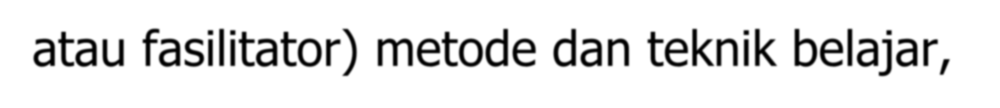 atau fasilitator) metode dan teknik belajar,